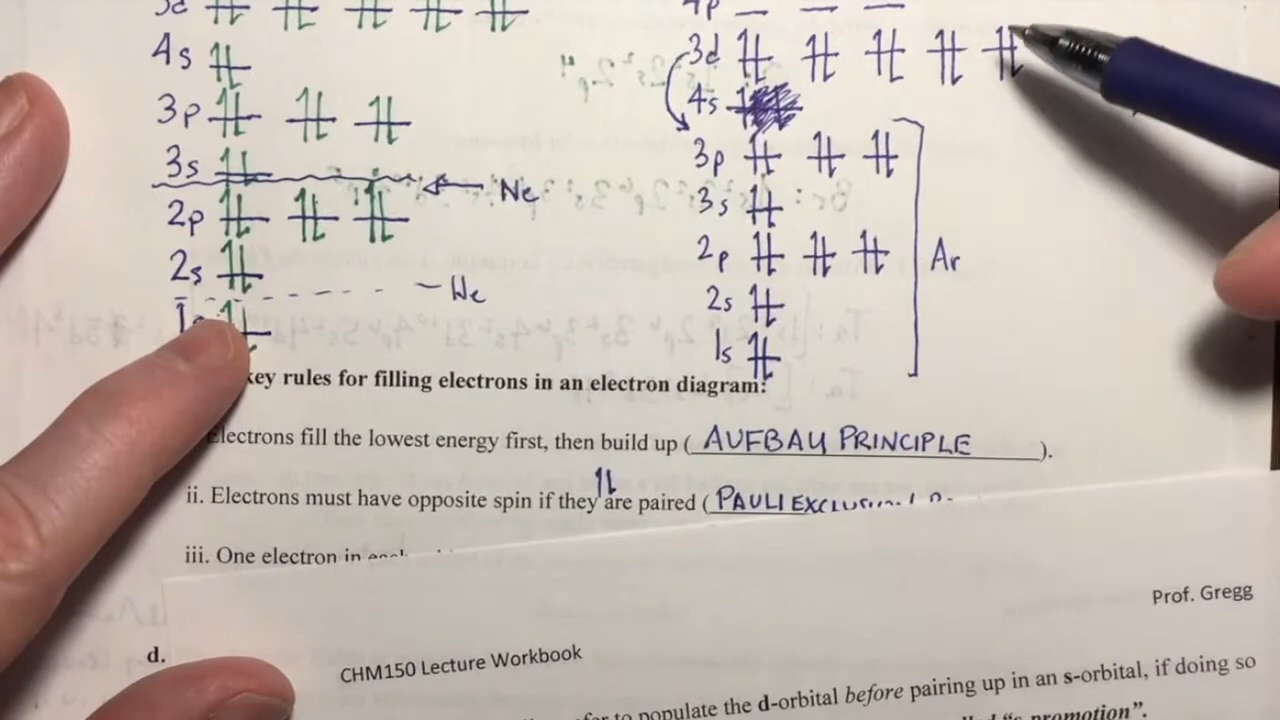 3d
4s
3p
3s
Ne
2p
2s
He
4p
3d
4s
3p
3s
2p
2s
1s
Ar
key rules for filling electrons in an electron diagram:
Electrons fill the lowest energy first, then build up ( AUFBAU PRINCIPLE ).
ii. Electrons must have opposite spin if they are paired ( PAULI
iii. One electron in
Prof. Gregg
d.
CHM150 Lecture Workbook
to populate the d-orbital before pairing up in an s-orbital, if doing so
promotion”.